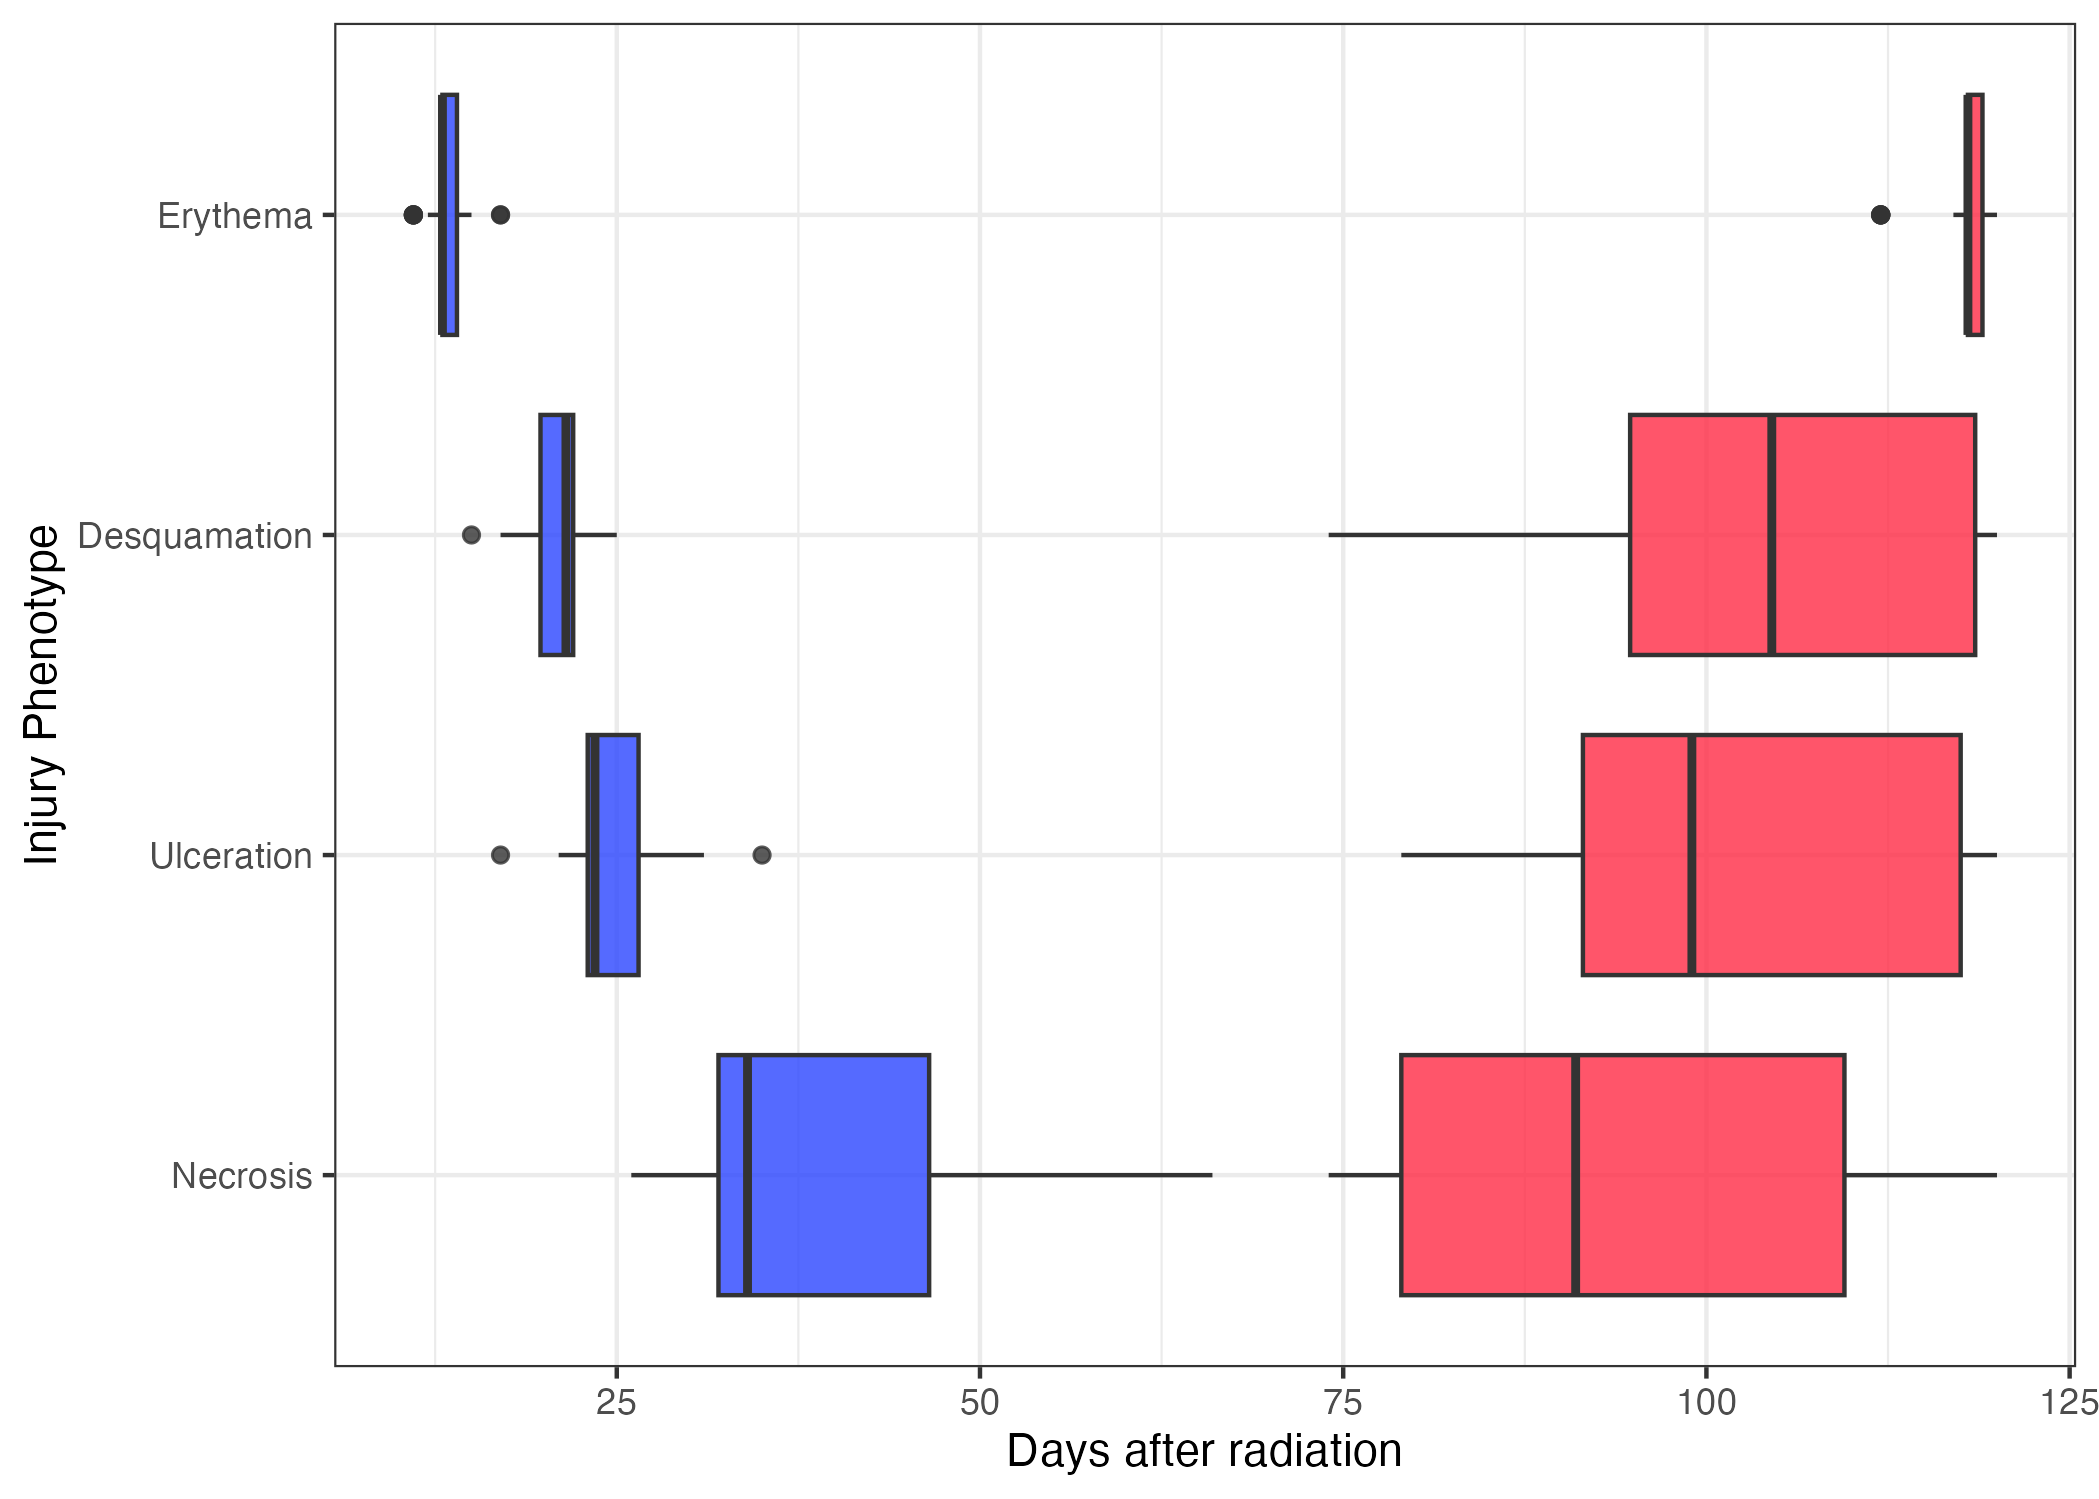 Injury Phenotype
Erythema
Desquamation
Ulceration
Necrosis
25 50 75 100 125
Days after radiation